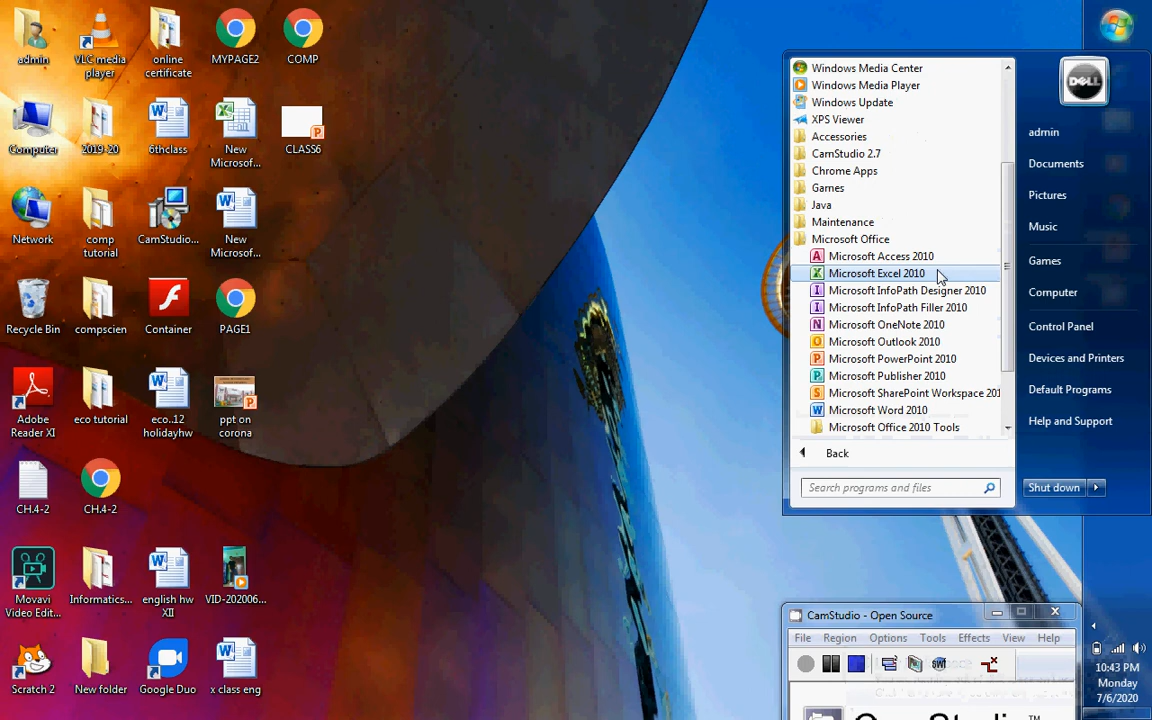 admin
VLC media
player
online
certificate
MYPAGE2
COMP
Computer
2019-20
6thclass
New
Microsof...
CLASS6
Network
comp
tutorial
CamStudio...
New
Microsof...
Recycle Bin
compscien
Container
PAGE1
Adobe
Reader XI
eco tutorial
eco..12
holidayhw
ppt on
corona
CH.4-2
CH.4-2
Movavi
Video Edit...
Informatics...
english hw
XII
VID-202006...
Scratch 2
New folder
Google Duo
x class eng
Windows Media Center
Windows Media Player
Windows Update
XPS Viewer
Accessories
CamStudio 2.7
Chrome Apps
Games
Java
Maintenance
Microsoft Office
Microsoft Access 2010
Microsoft Excel 2010
Microsoft InfoPath Designer 2010
Microsoft InfoPath Filler 2010
Microsoft OneNote 2010
Microsoft Outlook 2010
Microsoft PowerPoint 2010
Microsoft Publisher 2010
Microsoft SharePoint Workspace 201
Microsoft Word 2010
Microsoft Office 2010 Tools
Back
Search programs and files
DELL
admin
Documents
Pictures
Music
Games
Computer
Control Panel
Devices and Printers
Default Programs
Help and Support
Shut down
CamStudio - Open Source
File Region Options Tools Effects View Help
10:43 PM
Monday
7/6/2020